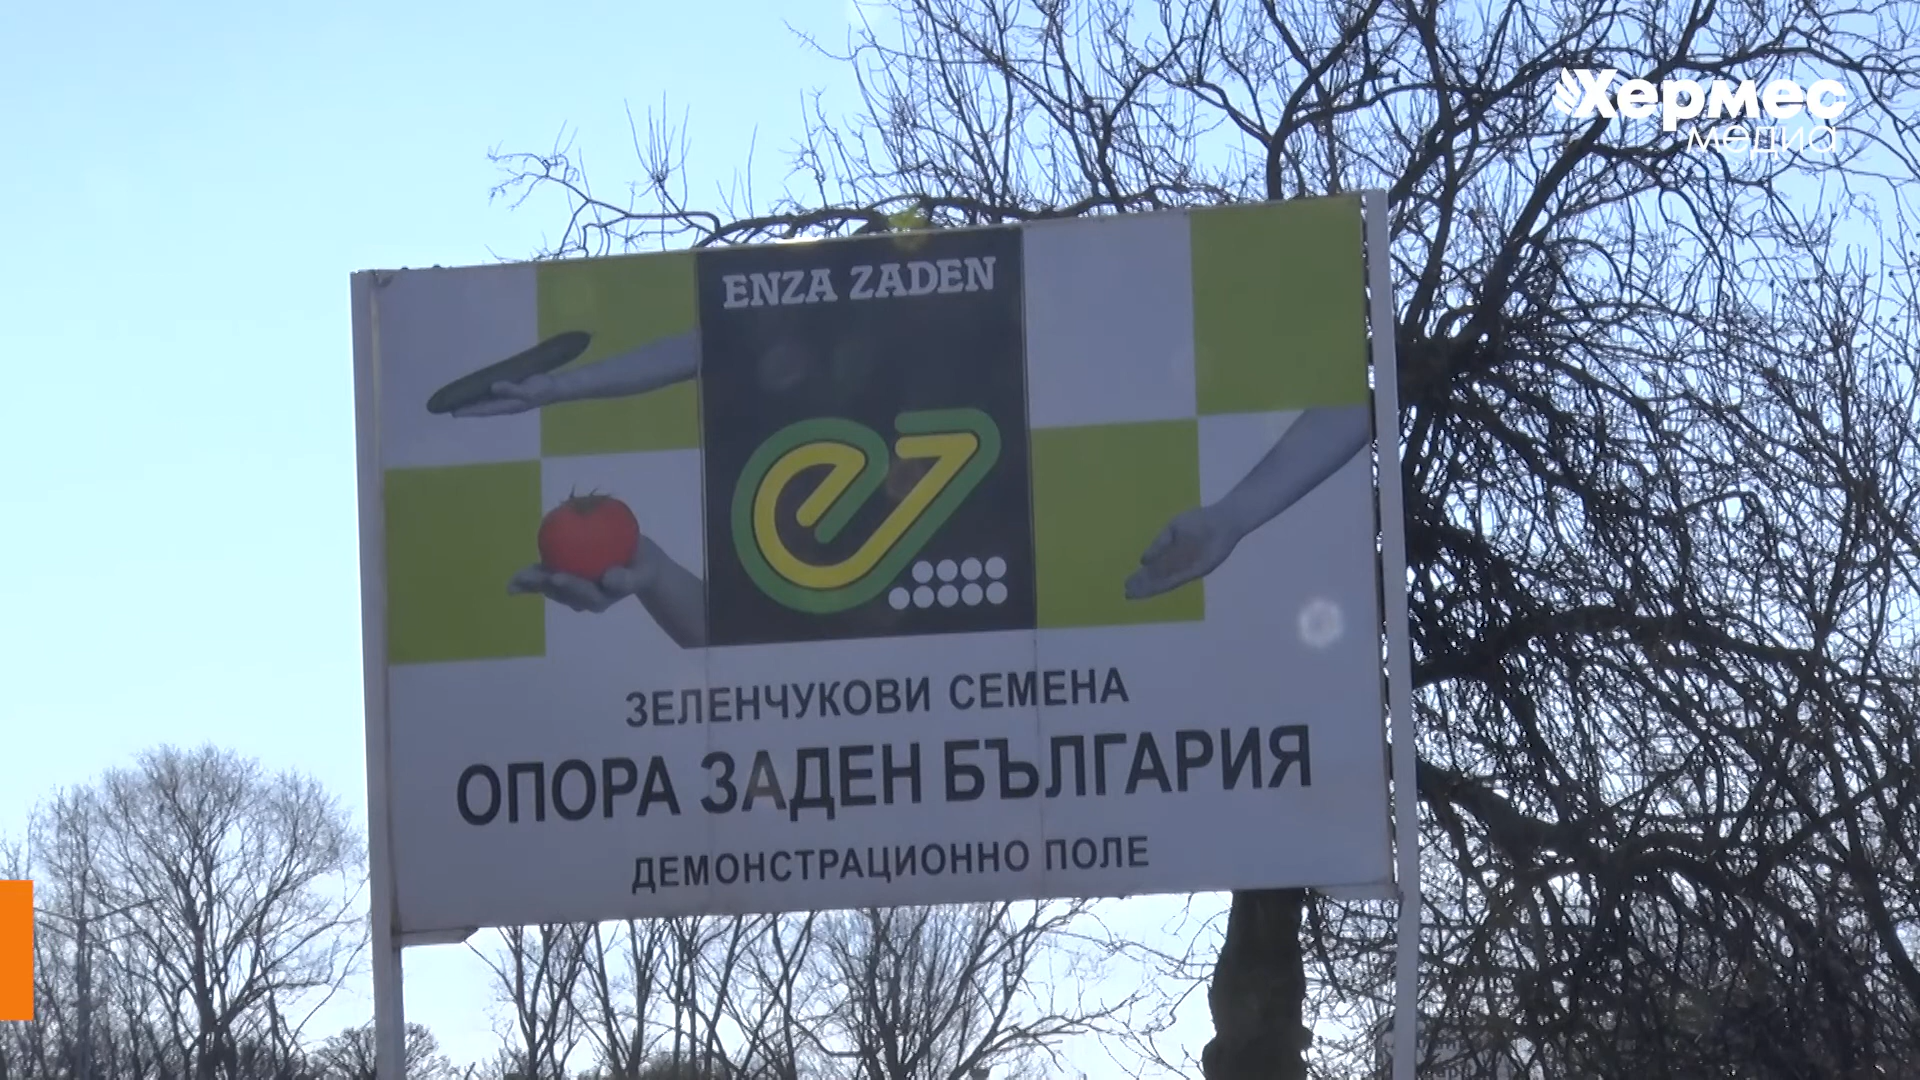 Хермес
медиа
ENZA ZADEN
ЗЕЛЕНЧУКОВИ СЕМЕНА
ОПОРА ЗАДЕН БЪЛГАРИЯ
ДЕМОНСТРАЦИОННО ПОЛЕ